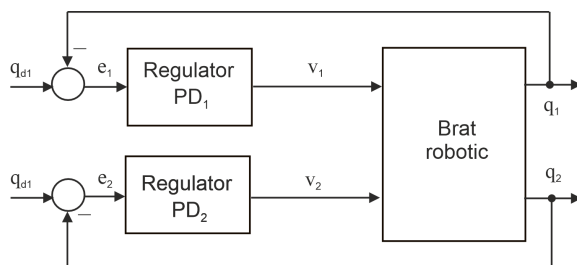 −
q_d1
e_1
Regulator
PD_1
v_1
Brat
robotic
q_1
q_d1
e_2
Regulator
PD_2
v_2
q_2
−